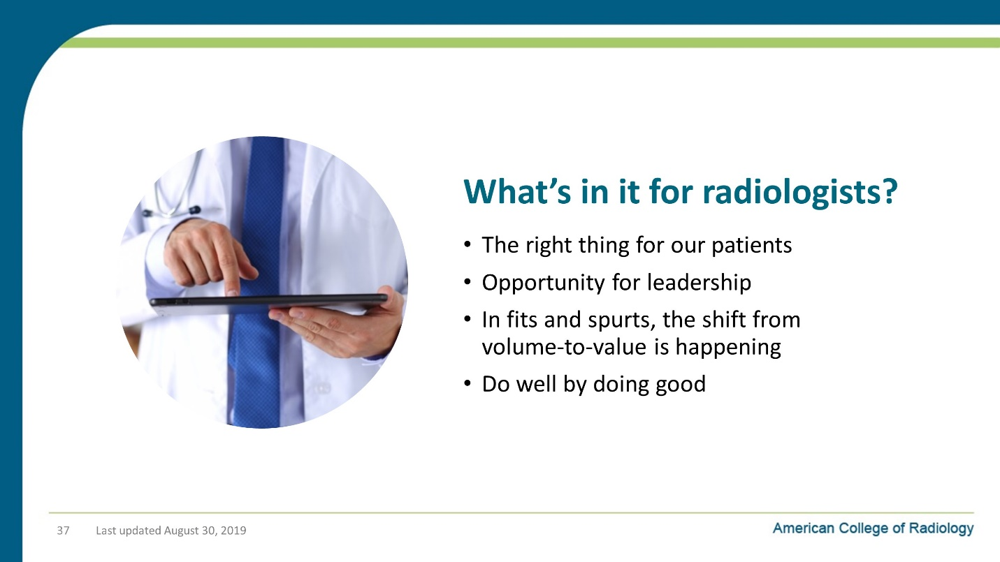 What’s in it for radiologists?
• The right thing for our patients
• Opportunity for leadership
• In fits and spurts, the shift from
volume-to-value is happening
• Do well by doing good
37 Last updated August 30, 2019
American College of Radiology